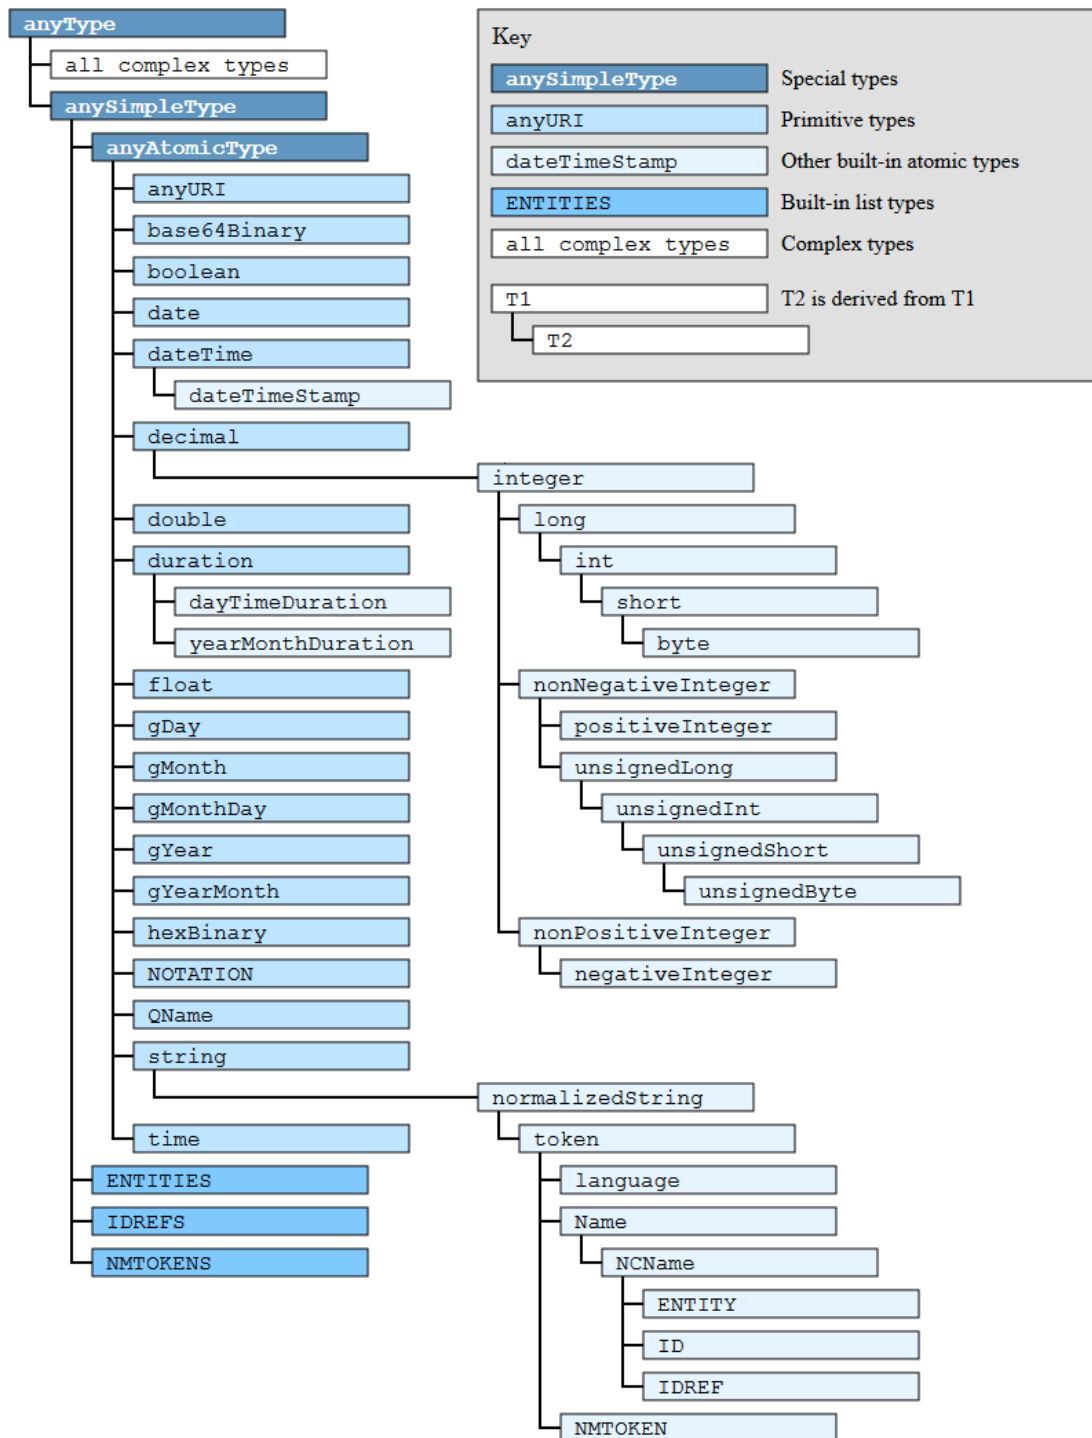 anyType
all complex types
anySimpleType
anyAtomicType
anyURI
base64Binary
boolean
date
dateTime
dateTimeStamp
decimal
integer
long
int
short
byte
nonNegativeInteger
positiveInteger
unsignedLong
unsignedInt
unsignedShort
unsignedByte
nonPositiveInteger
negativeInteger
double
duration
dayTimeDuration
yearMonthDuration
float
gDay
gMonth
gMonthDay
gYear
gYearMonth
hexBinary
NOTATION
QName
string
normalizedString
token
language
Name
NCName
ENTITY
ID
IDREF
NMTOKEN
time
ENTITIES
IDREFS
NMTOKENS
Key
anySimpleType Special types
anyURI Primitive types
dateTimeStamp Other built-in atomic types
ENTITIES Built-in list types
all complex types Complex types
T1 T2 is derived from T1
T2